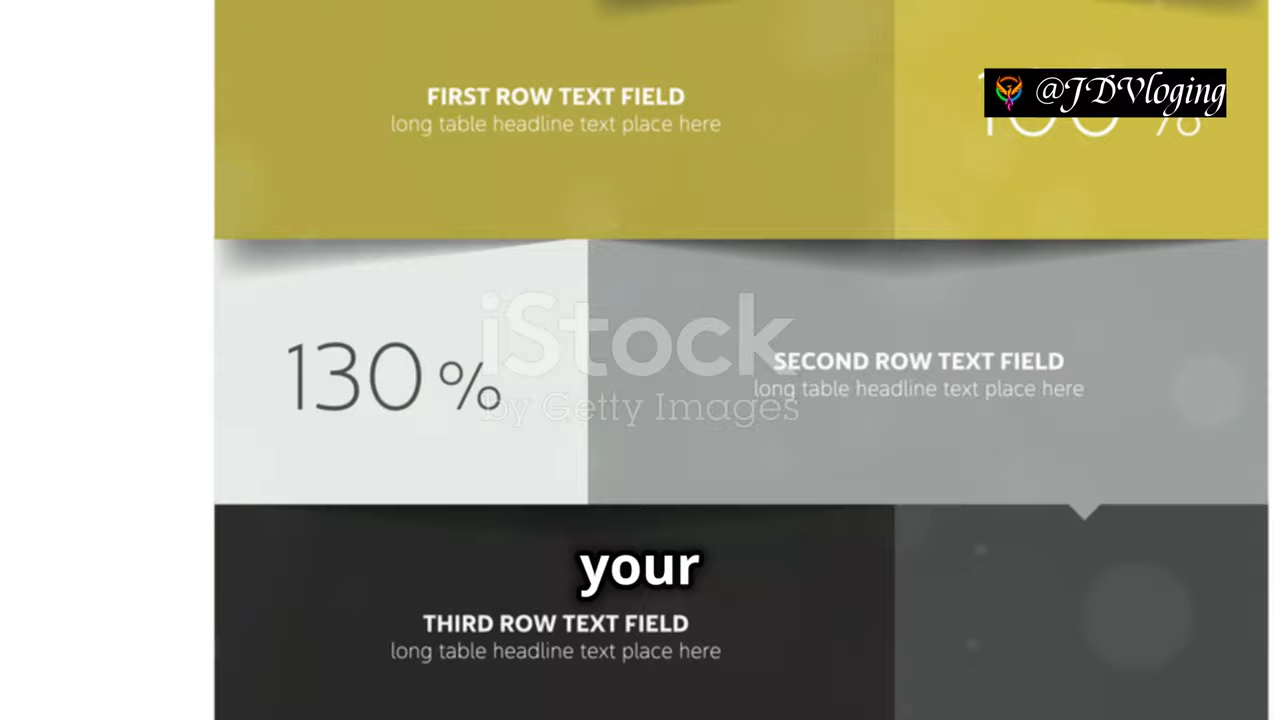 FIRST ROW TEXT FIELD
long table headline text place here
@JDVloging
100 %
130 %
iStock
by Getty Images
SECOND ROW TEXT FIELD
long table headline text place here
your
THIRD ROW TEXT FIELD
long table headline text place here